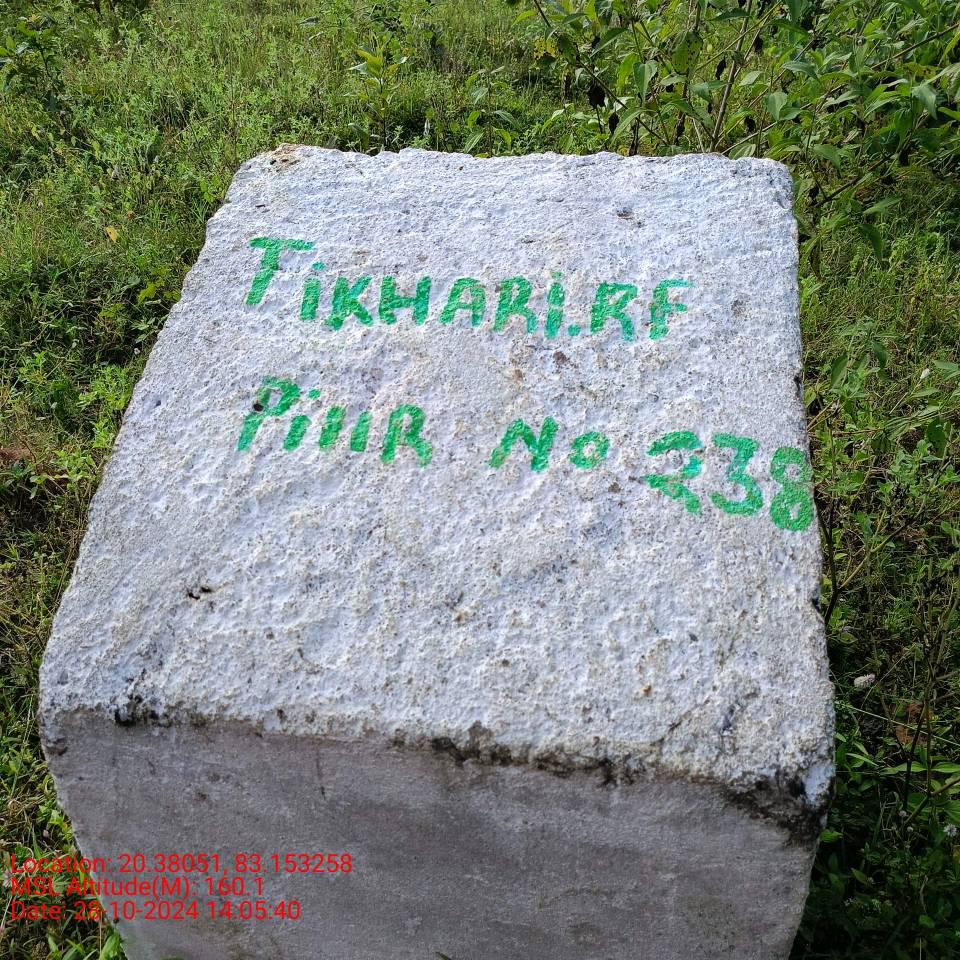 TiKHARi.RF
PillR No 238
Location: 20.38051, 83.153258
MSL Altitude(M): 160.1
Date: 28-10-2024 14:05:40